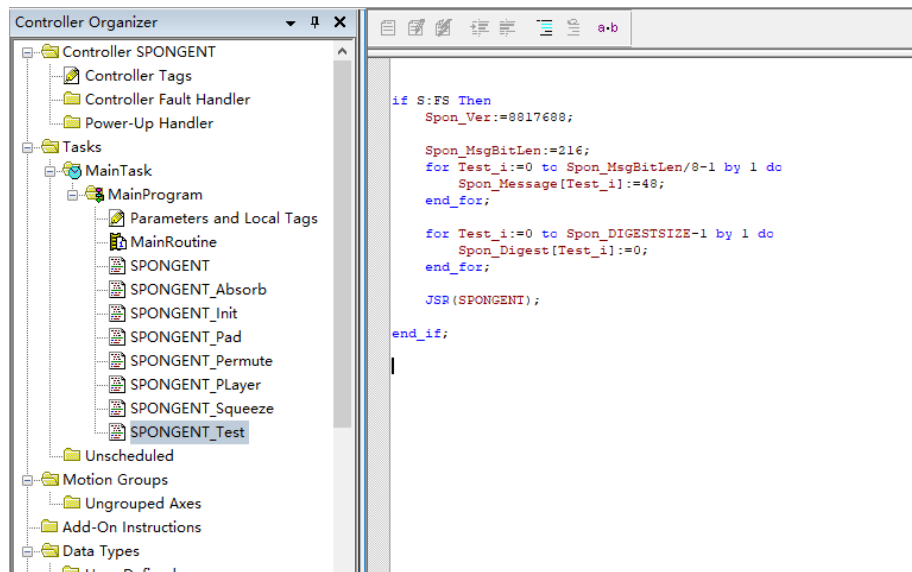 Controller Organizer
Controller SPONGENT
Controller Tags
Controller Fault Handler
Power-Up Handler
Tasks
MainTask
MainProgram
Parameters and Local Tags
MainRoutine
SPONGENT
SPONGENT_Absorb
SPONGENT_Init
SPONGENT_Pad
SPONGENT_Permute
SPONGENT_PLayer
SPONGENT_Squeeze
SPONGENT_Test
Unscheduled
Motion Groups
Ungrouped Axes
Add-On Instructions
Data Types
a•b
if S:FS Then
Spon_Ver:=8817688;
Spon_MsgBitLen:=216;
for Test_i:=0 to Spon_MsgBitLen/8-1 by 1 do
Spon_Message[Test_i]:=48;
end_for;
for Test_i:=0 to Spon_DIGESTSIZE-1 by 1 do
Spon_Digest[Test_i]:=0;
end_for;
JSR(SPONGENT);
end_if;